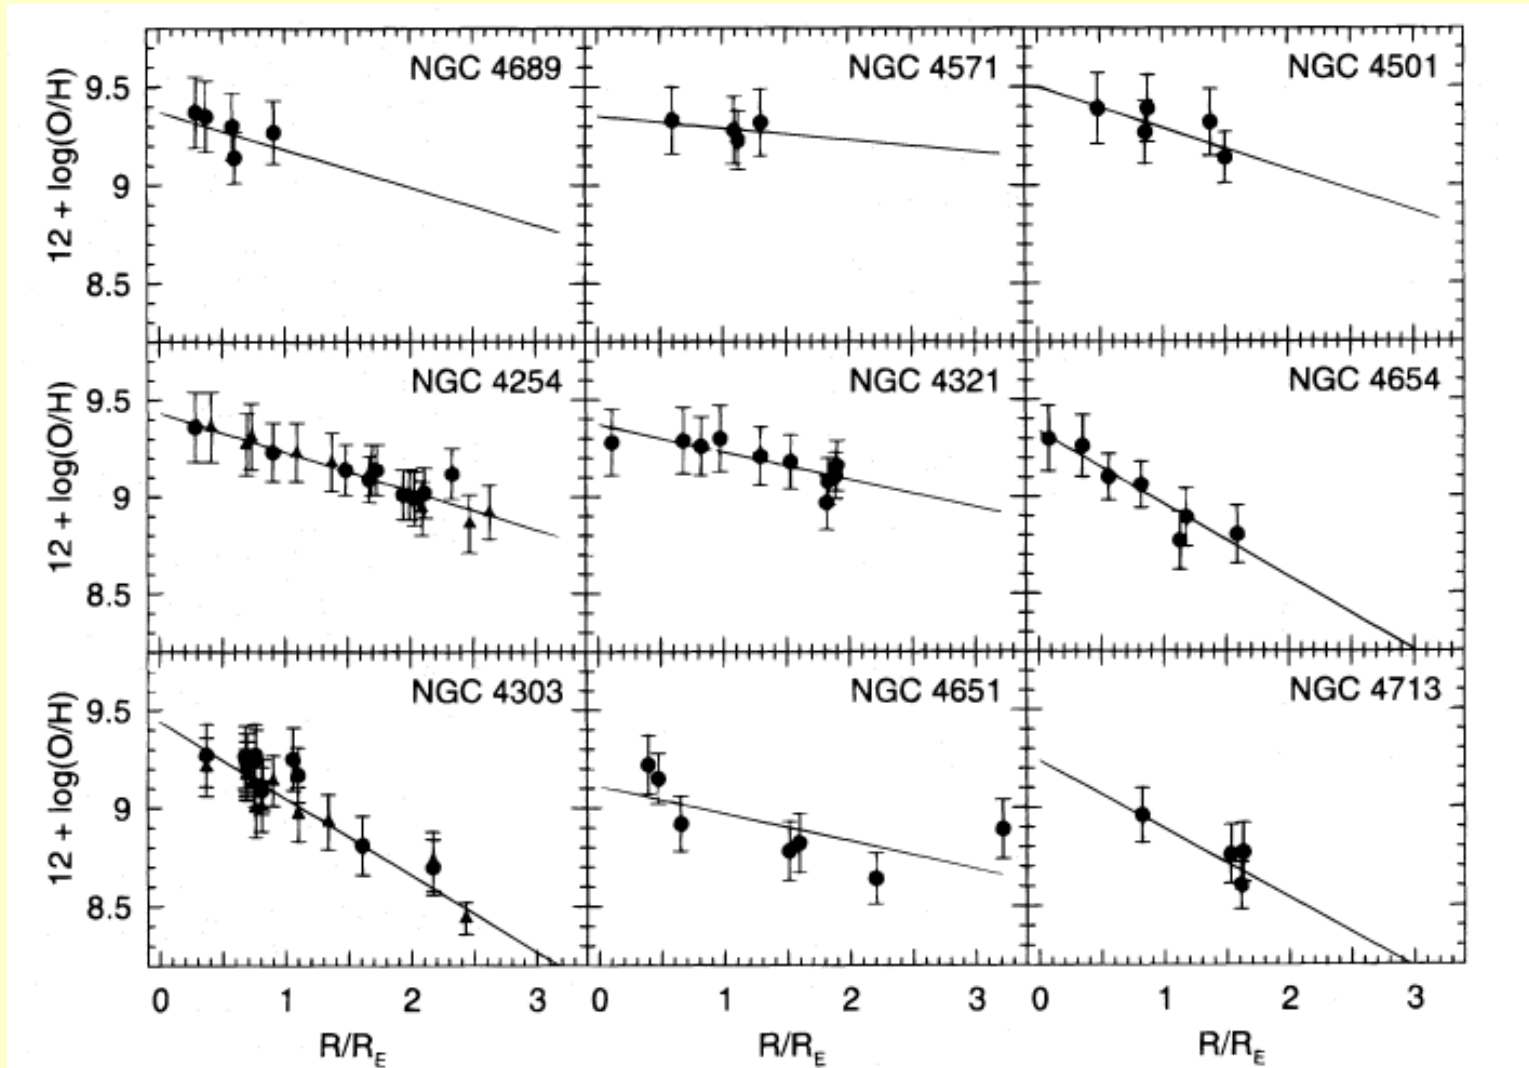 NGC 4689
NGC 4571
NGC 4501
12 + log(O/H)
9.5
9
8.5
NGC 4254
NGC 4321
NGC 4654
12 + log(O/H)
9.5
9
8.5
NGC 4303
NGC 4651
NGC 4713
12 + log(O/H)
9.5
9
8.5
0 1 2 3 0 1 2 0 1 2 3
R/R_E R/R_E R/R_E